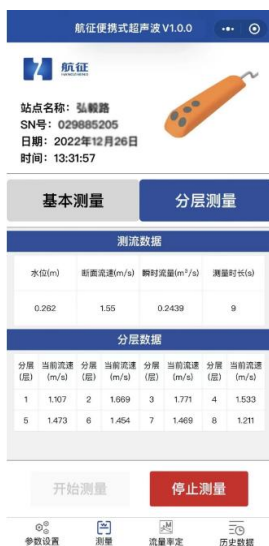 航征便携式超声波 V1.0.0
航征
站点名称：弘毅路
SN号：029885205
日期：2022年12月26日
时间：13:31:57
基本测量 分层测量
测流数据
水位(m) 断面流速(m/s) 瞬时流量(m³/s) 测量时长(s)
0.262 1.55 0.2439 9
分层数据
分层(层) 当前流速(m/s) 分层(层) 当前流速(m/s) 分层(层) 当前流速(m/s) 分层(层) 当前流速(m/s)
1 1.107 2 1.669 3 1.771 4 1.533
5 1.473 6 1.454 7 1.469 8 1.211
开始测量 停止测量
参数设置 测量 流量率定 历史数据